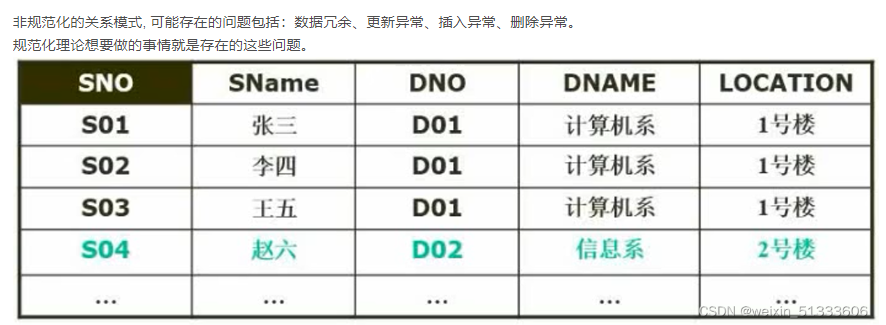 非规范化的关系模式, 可能存在的问题包括：数据冗余、更新异常、插入异常、删除异常。
规范化理论想要做的事情就是存在的这些问题。
SNO SName DNO DNAME LOCATION
S01 张三 D01 计算机系 1号楼
S02 李四 D01 计算机系 1号楼
S03 王五 D01 计算机系 1号楼
S04 赵六 D02 信息系 2号楼
... ... ... ... ...
CSDN @weixin_51333606